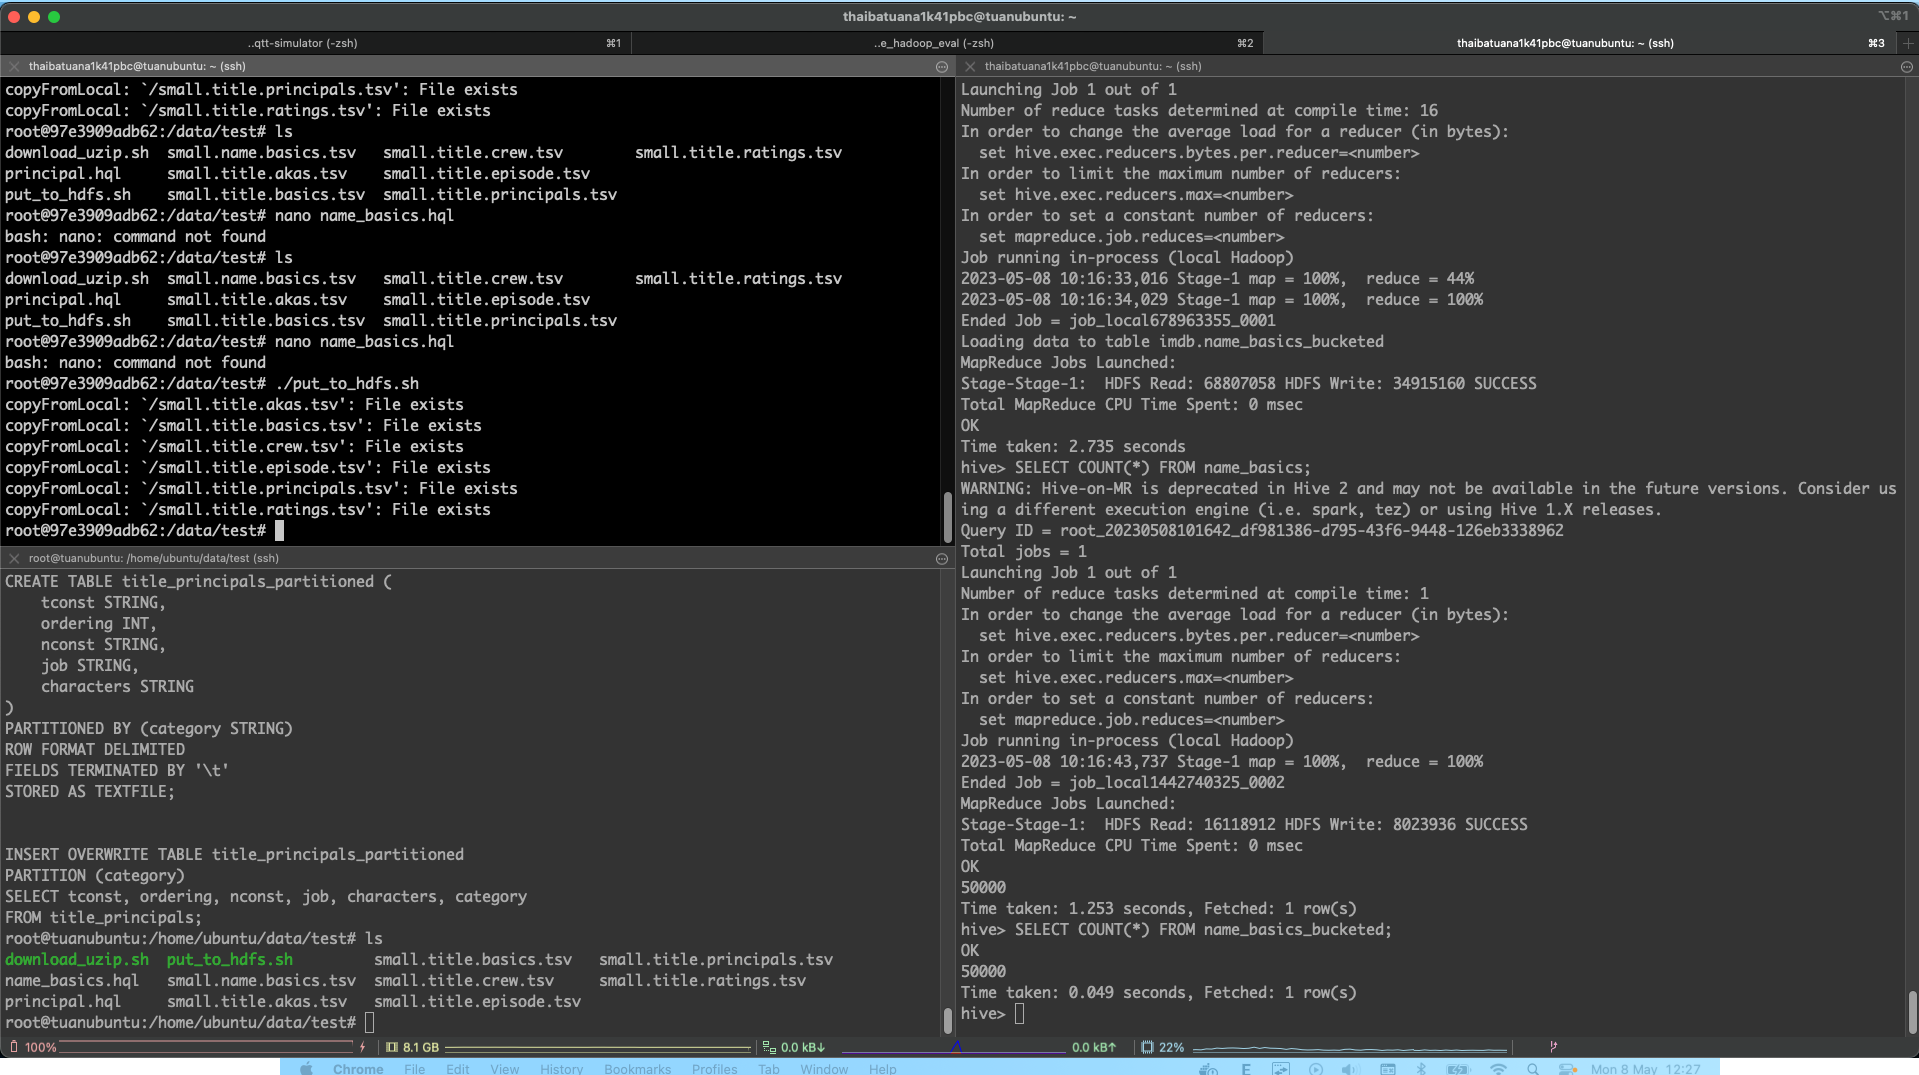 thaibatuana1k41pbc@tuanubuntu: ~
⌥⌘1
..qtt-simulator (-zsh) ⌘1
..e_hadoop_eval (-zsh) ⌘2
thaibatuana1k41pbc@tuanubuntu: ~ (ssh) ⌘3
thaibatuana1k41pbc@tuanubuntu: ~ (ssh)
copyFromLocal: `/small.title.principals.tsv': File exists
copyFromLocal: `/small.title.ratings.tsv': File exists
root@97e3909adb62:/data/test# ls
download_uzip.sh  small.name.basics.tsv   small.title.crew.tsv        small.title.ratings.tsv
principal.hql     small.title.akas.tsv    small.title.episode.tsv
put_to_hdfs.sh    small.title.basics.tsv  small.title.principals.tsv
root@97e3909adb62:/data/test# nano name_basics.hql
bash: nano: command not found
root@97e3909adb62:/data/test# ls
download_uzip.sh  small.name.basics.tsv   small.title.crew.tsv        small.title.ratings.tsv
principal.hql     small.title.akas.tsv    small.title.episode.tsv
put_to_hdfs.sh    small.title.basics.tsv  small.title.principals.tsv
root@97e3909adb62:/data/test# nano name_basics.hql
bash: nano: command not found
root@97e3909adb62:/data/test# ./put_to_hdfs.sh
copyFromLocal: `/small.title.akas.tsv': File exists
copyFromLocal: `/small.title.basics.tsv': File exists
copyFromLocal: `/small.title.crew.tsv': File exists
copyFromLocal: `/small.title.episode.tsv': File exists
copyFromLocal: `/small.title.principals.tsv': File exists
copyFromLocal: `/small.title.ratings.tsv': File exists
root@97e3909adb62:/data/test#
root@tuanubuntu: /home/ubuntu/data/test (ssh)
CREATE TABLE title_principals_partitioned (
    tconst STRING,
    ordering INT,
    nconst STRING,
    job STRING,
    characters STRING
)
PARTITIONED BY (category STRING)
ROW FORMAT DELIMITED
FIELDS TERMINATED BY '\t'
STORED AS TEXTFILE;
INSERT OVERWRITE TABLE title_principals_partitioned
PARTITION (category)
SELECT tconst, ordering, nconst, job, characters, category
FROM title_principals;
root@tuanubuntu:/home/ubuntu/data/test# ls
download_uzip.sh  put_to_hdfs.sh         small.title.basics.tsv   small.title.principals.tsv
name_basics.hql   small.name.basics.tsv  small.title.crew.tsv     small.title.ratings.tsv
principal.hql     small.title.akas.tsv   small.title.episode.tsv
root@tuanubuntu:/home/ubuntu/data/test#
thaibatuana1k41pbc@tuanubuntu: ~ (ssh)
Launching Job 1 out of 1
Number of reduce tasks determined at compile time: 16
In order to change the average load for a reducer (in bytes):
  set hive.exec.reducers.bytes.per.reducer=<number>
In order to limit the maximum number of reducers:
  set hive.exec.reducers.max=<number>
In order to set a constant number of reducers:
  set mapreduce.job.reduces=<number>
Job running in-process (local Hadoop)
2023-05-08 10:16:33,016 Stage-1 map = 100%,  reduce = 44%
2023-05-08 10:16:34,029 Stage-1 map = 100%,  reduce = 100%
Ended Job = job_local678963355_0001
Loading data to table imdb.name_basics_bucketed
MapReduce Jobs Launched:
Stage-Stage-1:  HDFS Read: 68807058 HDFS Write: 34915160 SUCCESS
Total MapReduce CPU Time Spent: 0 msec
OK
Time taken: 2.735 seconds
hive> SELECT COUNT(*) FROM name_basics;
WARNING: Hive-on-MR is deprecated in Hive 2 and may not be available in the future versions. Consider us
ing a different execution engine (i.e. spark, tez) or using Hive 1.X releases.
Query ID = root_20230508101642_df981386-d795-43f6-9448-126eb3338962
Total jobs = 1
Launching Job 1 out of 1
Number of reduce tasks determined at compile time: 1
In order to change the average load for a reducer (in bytes):
  set hive.exec.reducers.bytes.per.reducer=<number>
In order to limit the maximum number of reducers:
  set hive.exec.reducers.max=<number>
In order to set a constant number of reducers:
  set mapreduce.job.reduces=<number>
Job running in-process (local Hadoop)
2023-05-08 10:16:43,737 Stage-1 map = 100%,  reduce = 100%
Ended Job = job_local1442740325_0002
MapReduce Jobs Launched:
Stage-Stage-1:  HDFS Read: 16118912 HDFS Write: 8023936 SUCCESS
Total MapReduce CPU Time Spent: 0 msec
OK
50000
Time taken: 1.253 seconds, Fetched: 1 row(s)
hive> SELECT COUNT(*) FROM name_basics_bucketed;
OK
50000
Time taken: 0.049 seconds, Fetched: 1 row(s)
hive>
100% 8.1 GB 0.0 kB↓ 0.0 kB↑ 22%
Chrome File Edit View History Bookmarks Profiles Tab Window Help Mon 8 May 12:27